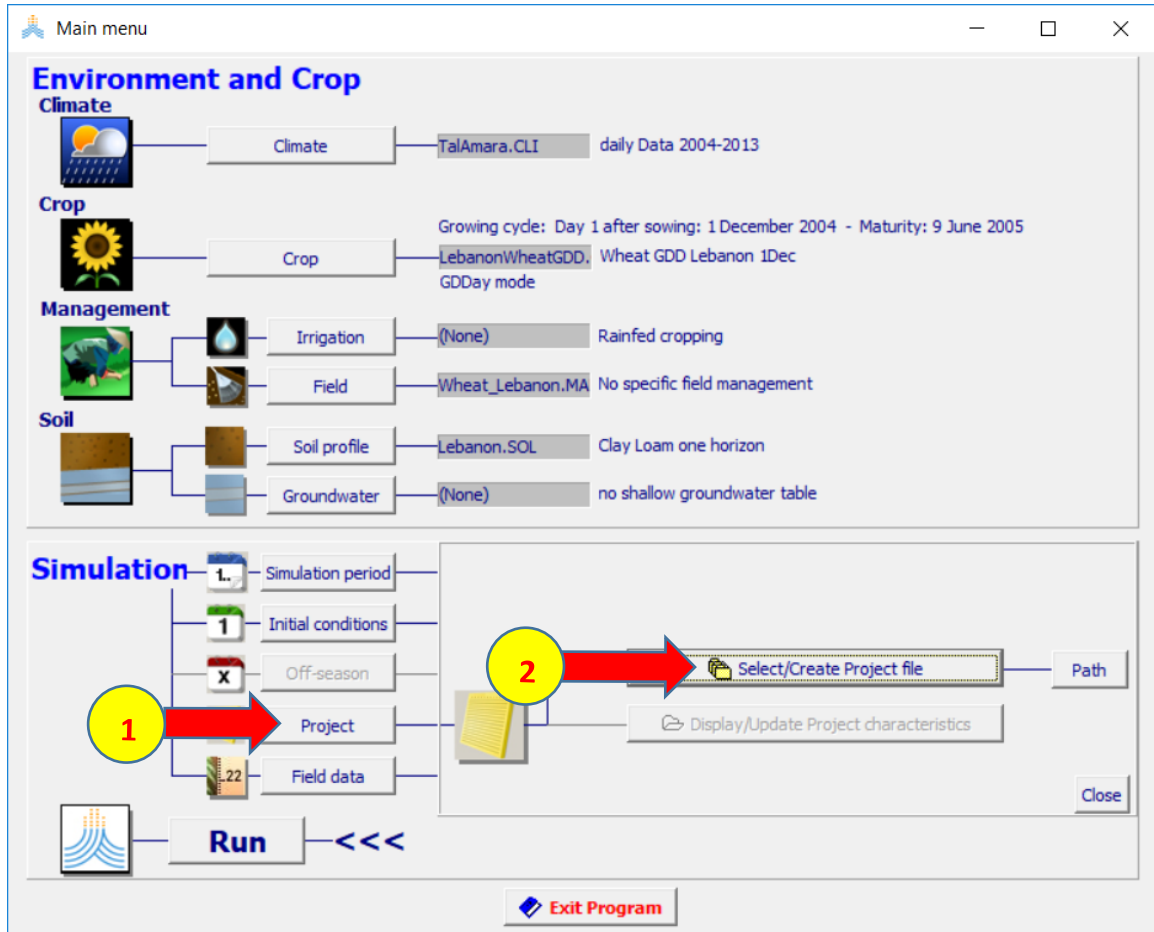 Main menu
Environment and Crop
Climate
Climate
TalAmara.CLI
daily Data 2004-2013
Crop
Growing cycle: Day 1 after sowing: 1 December 2004 - Maturity: 9 June 2005
Crop
LebanonWheatGDD.
Wheat GDD Lebanon 1Dec
GDDay mode
Management
Irrigation
(None)
Rainfed cropping
Field
Wheat_Lebanon.MA
No specific field management
Soil
Soil profile
Lebanon.SOL
Clay Loam one horizon
Groundwater
(None)
no shallow groundwater table
Simulation
1..
Simulation period
1
Initial conditions
X
Off-season
2
Select/Create Project file
Path
1
Project
Display/Update Project characteristics
..22
Field data
Close
Run
<<<
Exit Program